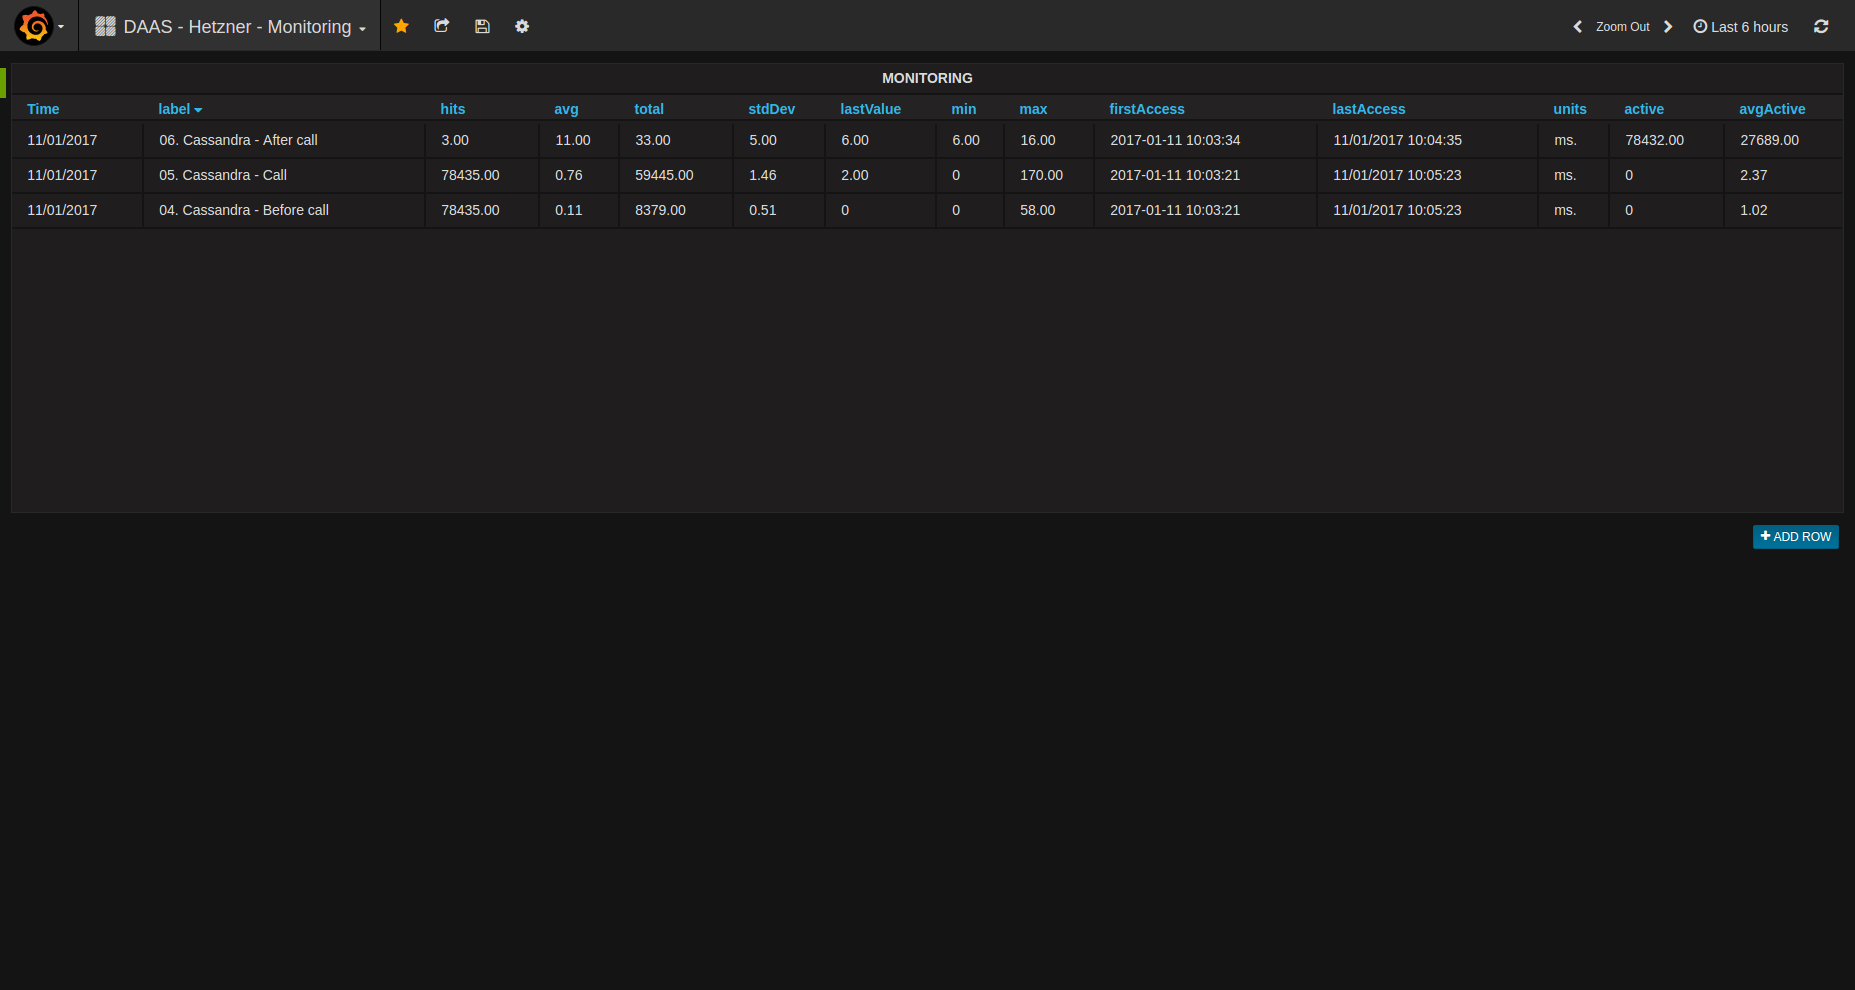 DAAS - Hetzner - Monitoring Zoom Out Last 6 hours
MONITORING
Time label hits avg total stdDev lastValue min max firstAccess lastAccess units active avgActive
11/01/2017 06. Cassandra - After call 3.00 11.00 33.00 5.00 6.00 6.00 16.00 2017-01-11 10:03:34 11/01/2017 10:04:35 ms. 78432.00 27689.00
11/01/2017 05. Cassandra - Call 78435.00 0.76 59445.00 1.46 2.00 0 170.00 2017-01-11 10:03:21 11/01/2017 10:05:23 ms. 0 2.37
11/01/2017 04. Cassandra - Before call 78435.00 0.11 8379.00 0.51 0 0 58.00 2017-01-11 10:03:21 11/01/2017 10:05:23 ms. 0 1.02
ADD ROW